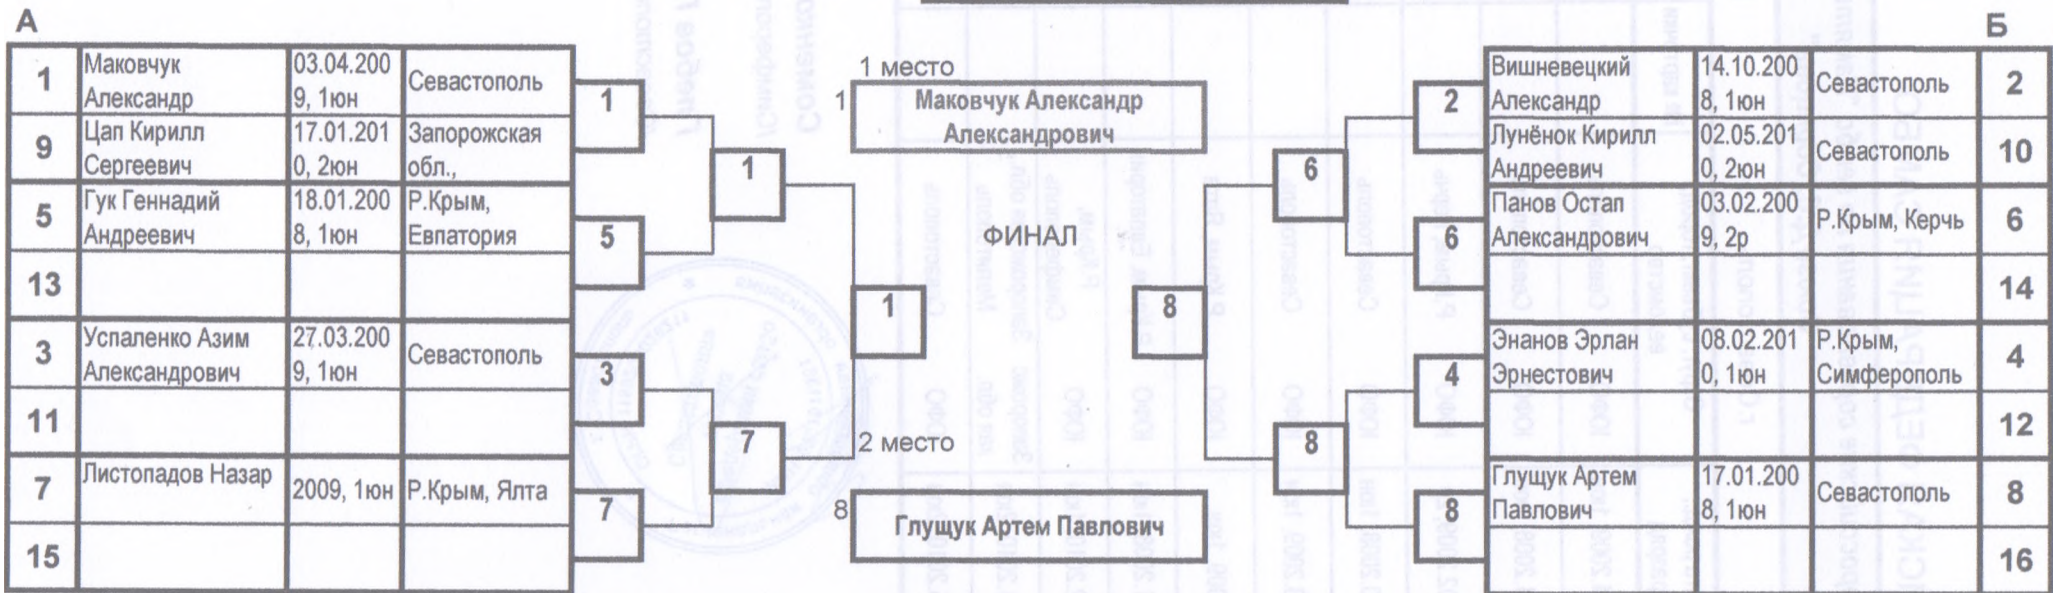 А
Б
1 Маковчук Александр 03.04.200 9, 1юн Севастополь
9 Цап Кирилл Сергеевич 17.01.201 0, 2юн Запорожская обл.,
5 Гук Геннадий Андреевич 18.01.200 8, 1юн Р.Крым, Евпатория
13
3 Успаленко Азим Александрович 27.03.200 9, 1юн Севастополь
11
7 Листопадов Назар 2009, 1юн Р.Крым, Ялта
15
1
5
3
7
1
7
1
1 место
1 Маковчук Александр
Александрович
ФИНАЛ
2 место
8 Глущук Артем Павлович
8
6
8
2
6
4
8
Вишневецкий Александр 14.10.200 8, 1юн Севастополь 2
Лунёнок Кирилл Андреевич 02.05.201 0, 2юн Севастополь 10
Панов Остап Александрович 03.02.200 9, 2р Р.Крым, Керчь 6
14
Энанов Эрлан Эрнестович 08.02.201 0, 1юн Р.Крым, Симферополь 4
12
Глущук Артем Павлович 17.01.200 8, 1юн Севастополь 8
16